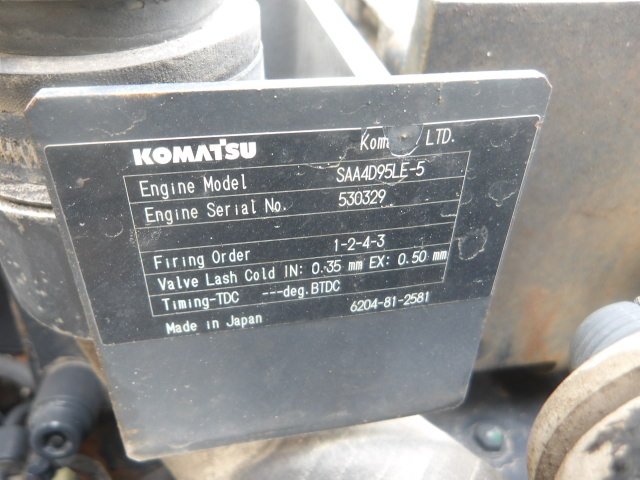 KOMATSU Kom LTD.
Engine Model SAA4D95LE-5
Engine Serial No. 530329
Firing Order 1-2-4-3
Valve Lash Cold IN: 0.35 mm EX: 0.50 mm
Timing-TDC ---deg.BTDC
Made in Japan 6204-81-2581